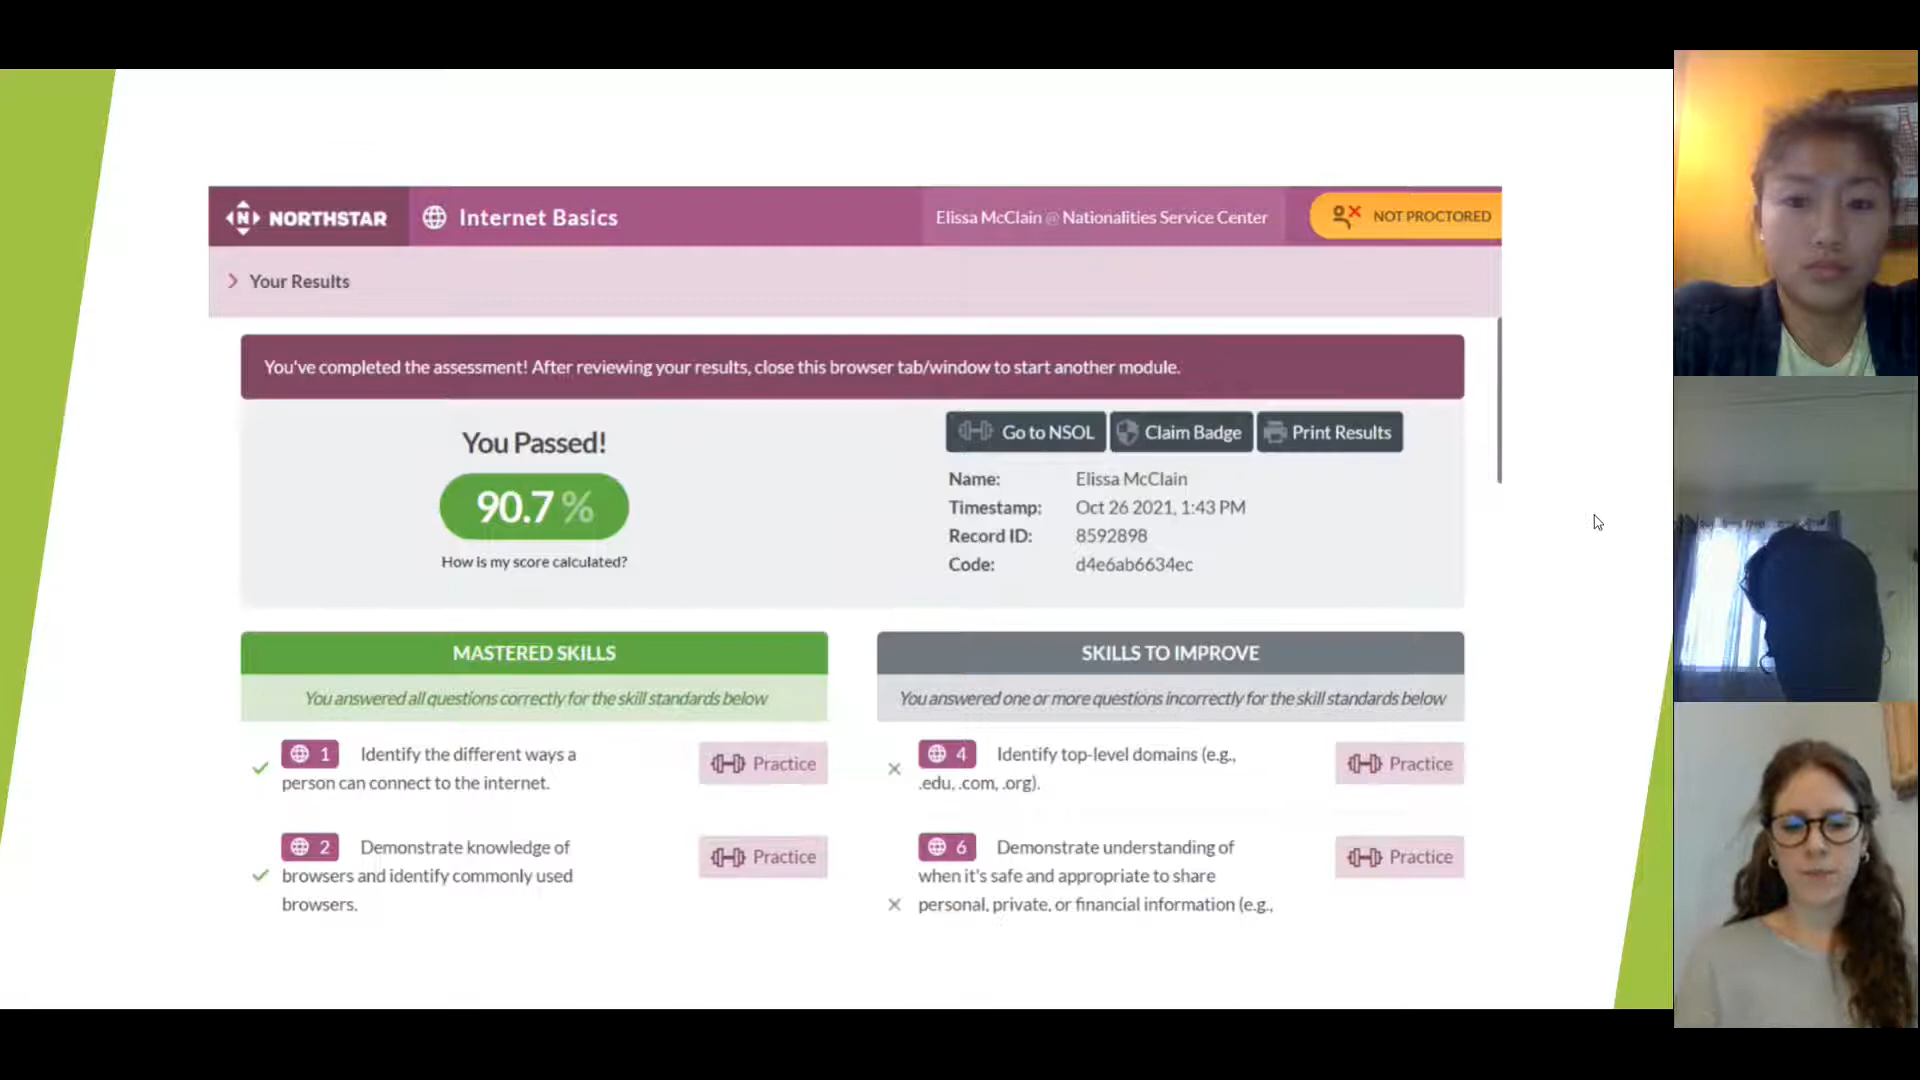 NORTHSTAR Internet Basics Elissa McClain @ Nationalities Service Center NOT PROCTORED
Your Results
You've completed the assessment! After reviewing your results, close this browser tab/window to start another module.
You Passed!
90.7 %
How is my score calculated?
Go to NSOL Claim Badge Print Results
Name: Elissa McClain
Timestamp: Oct 26 2021, 1:43 PM
Record ID: 8592898
Code: d4e6ab6634ec
MASTERED SKILLS
You answered all questions correctly for the skill standards below
1 Identify the different ways a
person can connect to the internet.
Practice
2 Demonstrate knowledge of
browsers and identify commonly used
browsers.
Practice
SKILLS TO IMPROVE
You answered one or more questions incorrectly for the skill standards below
4 Identify top-level domains (e.g.,
.edu, .com, .org).
Practice
6 Demonstrate understanding of
when it's safe and appropriate to share
personal, private, or financial information (e.g.,
Practice